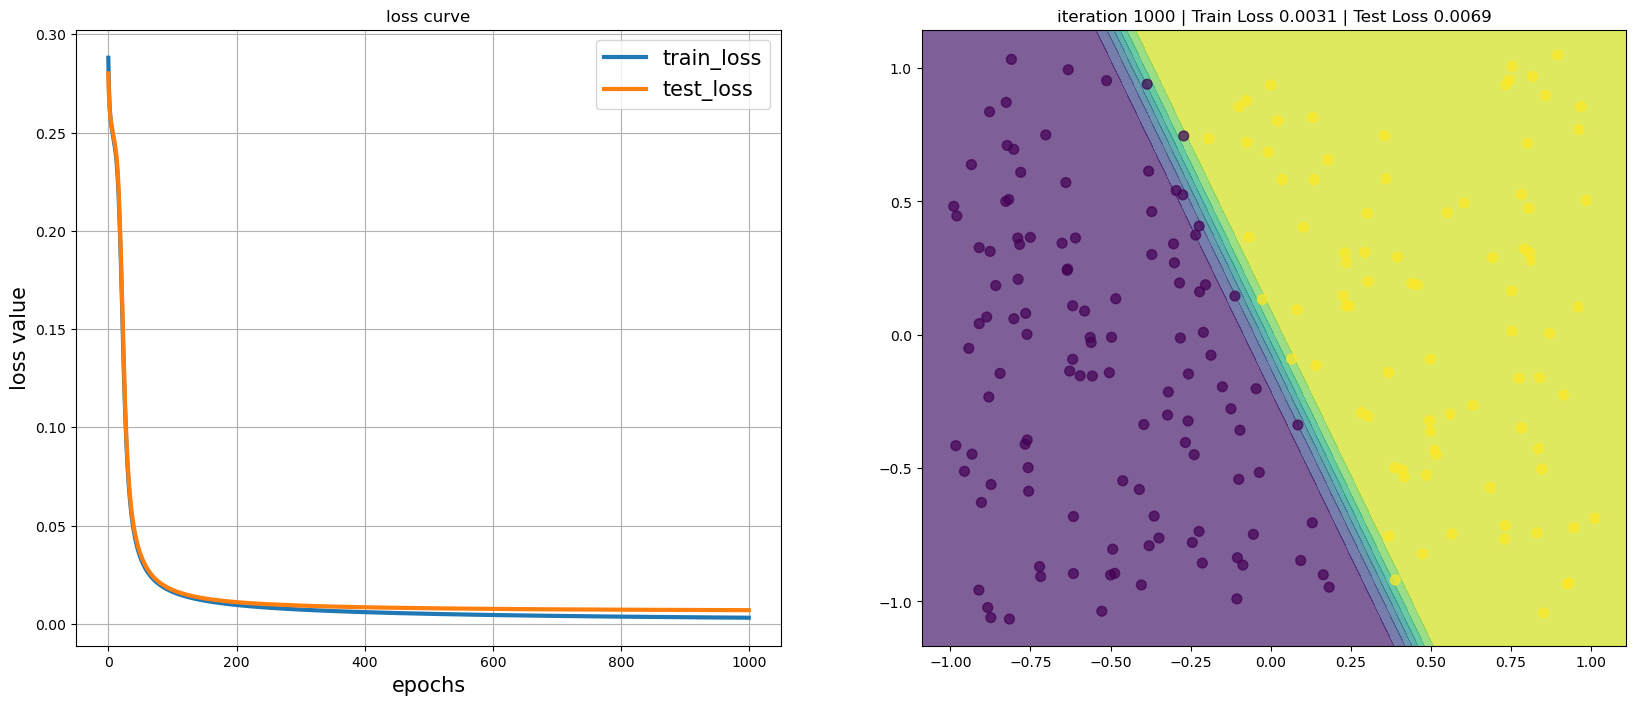 loss curve
0.30
0.25
0.20
0.15
0.10
0.05
0.00
loss value
train_loss
test_loss
0 200 400 600 800 1000
epochs
iteration 1000 | Train Loss 0.0031 | Test Loss 0.0069
1.0
0.5
0.0
−0.5
−1.0
−1.00 −0.75 −0.50 −0.25 0.00 0.25 0.50 0.75 1.00